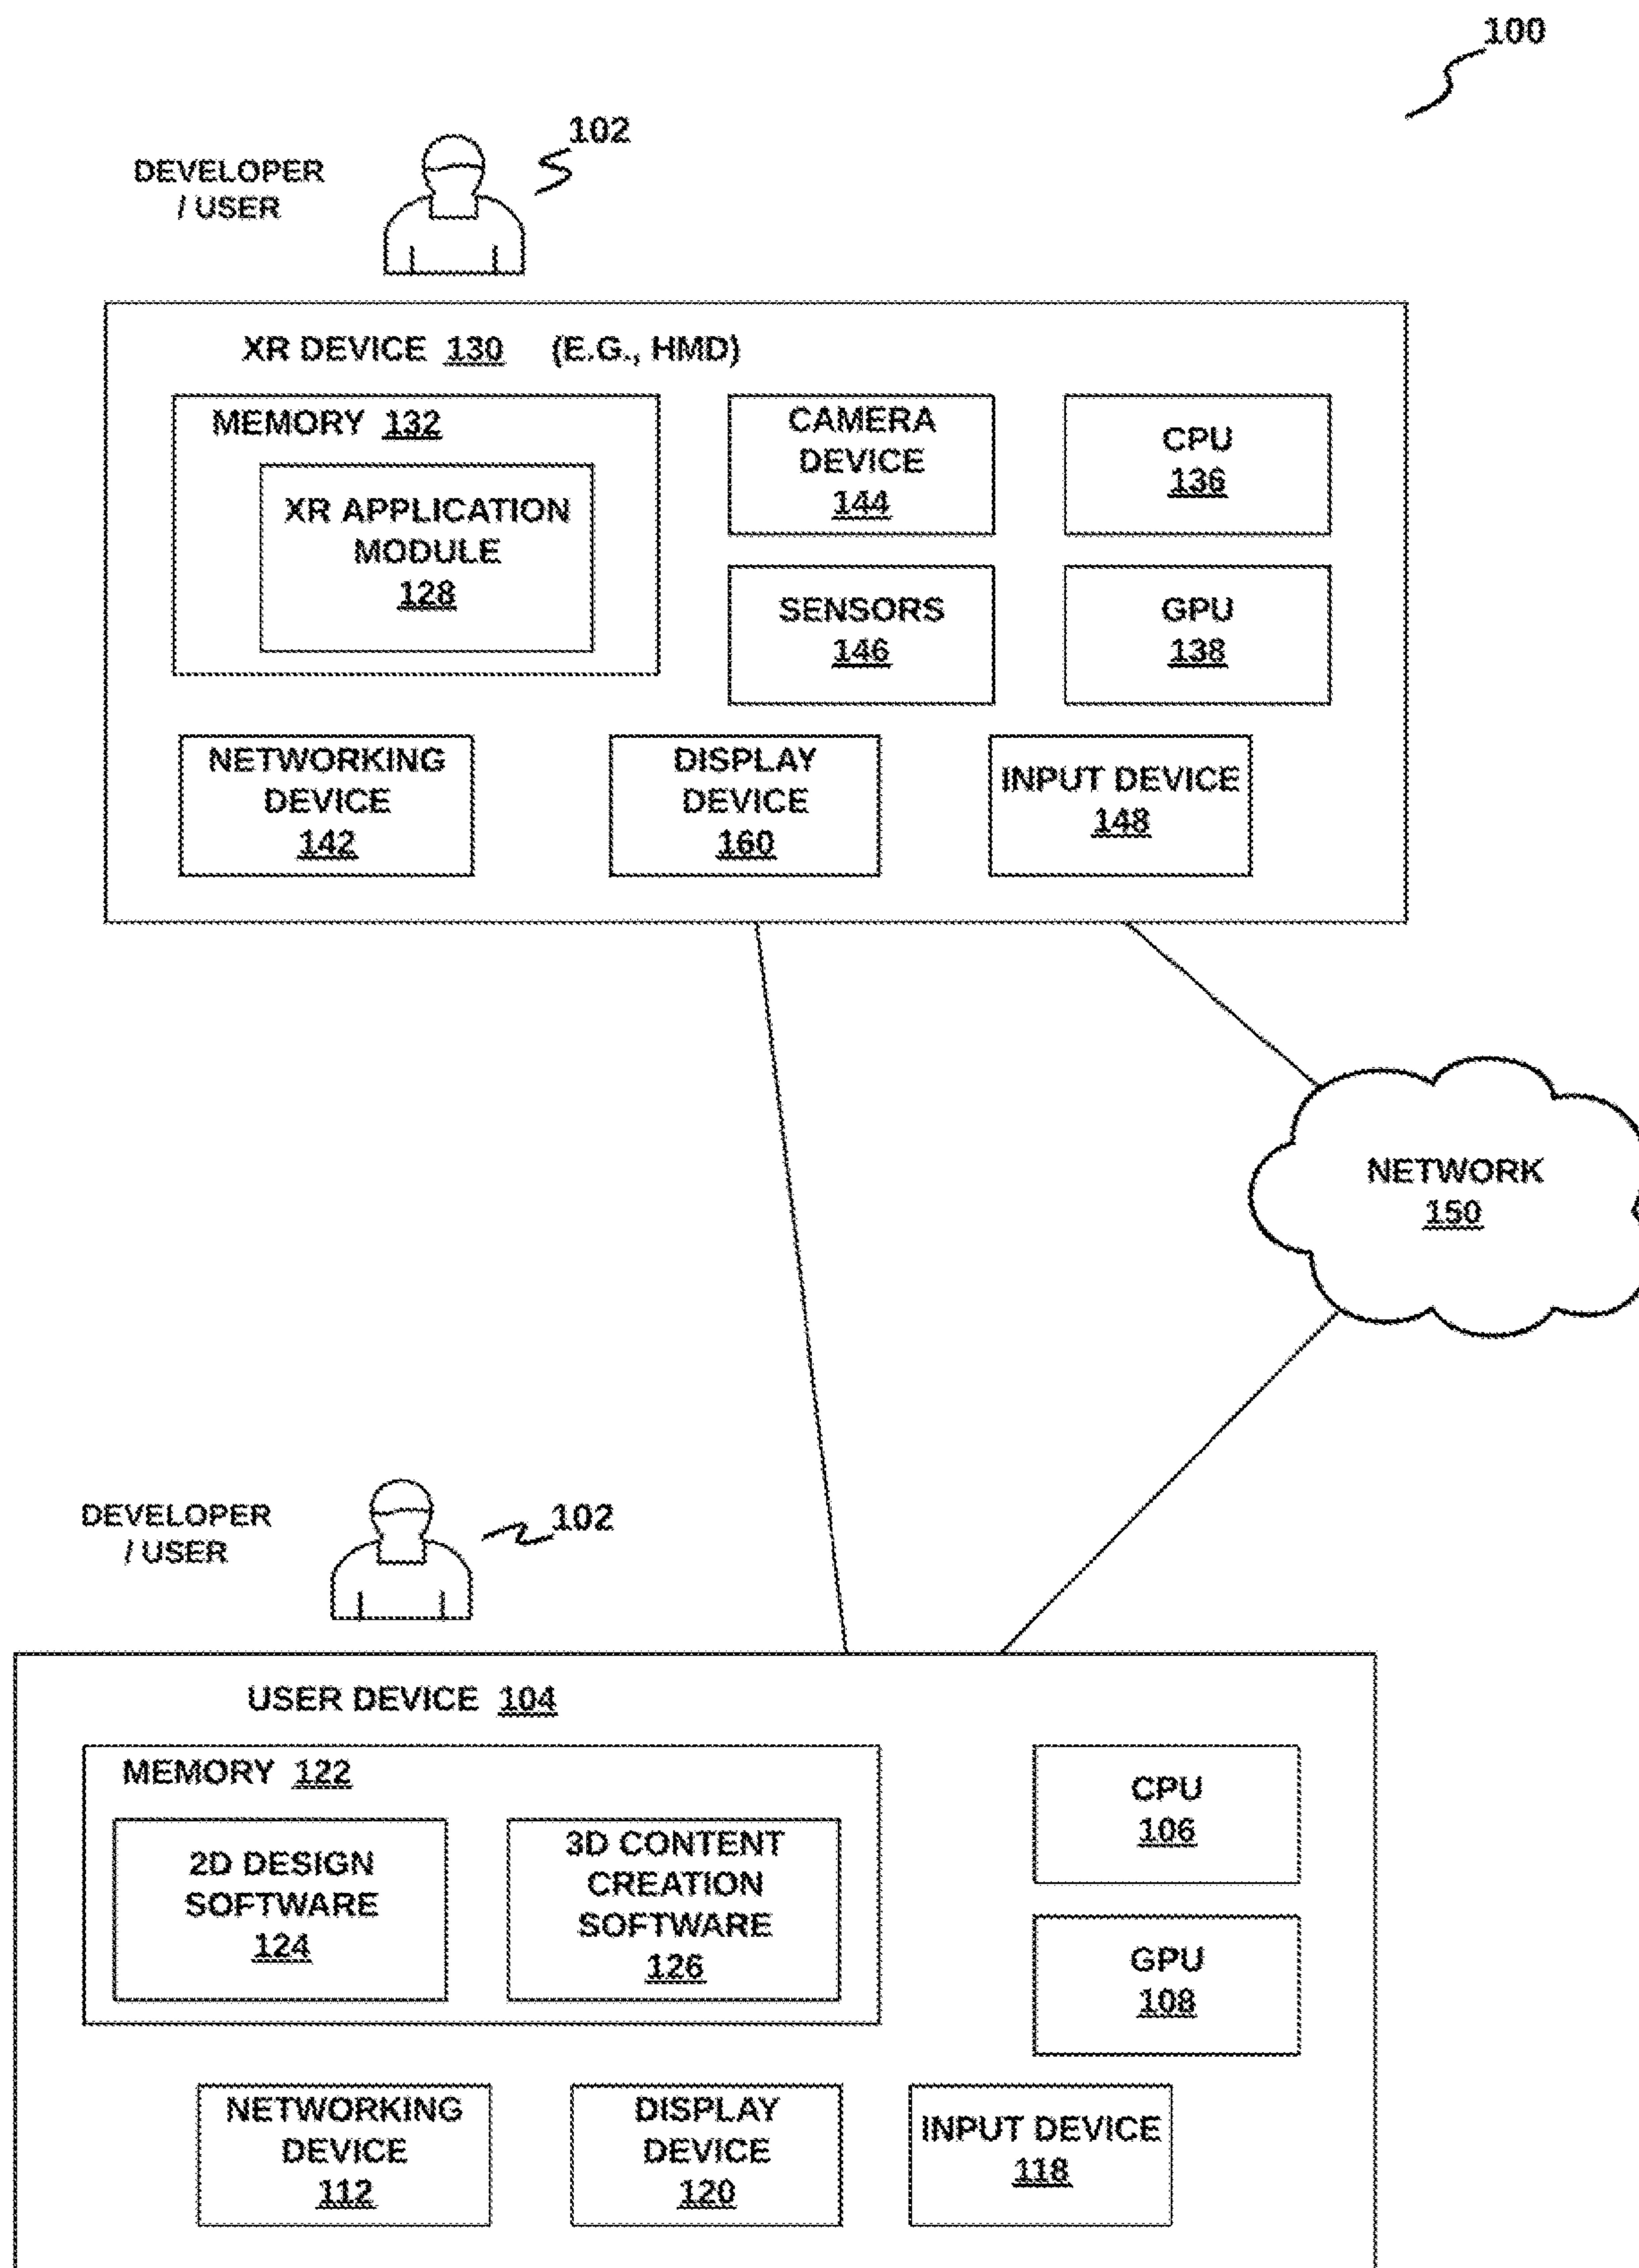 100
102
DEVELOPER
/ USER
XR DEVICE 130 (E.G., HMD)
MEMORY 132
XR APPLICATION
MODULE
128
CAMERA
DEVICE
144
CPU
136
SENSORS
146
GPU
138
NETWORKING
DEVICE
142
DISPLAY
DEVICE
160
INPUT DEVICE
148
NETWORK
150
DEVELOPER
/ USER
102
USER DEVICE 104
MEMORY 122
2D DESIGN
SOFTWARE
124
3D CONTENT
CREATION
SOFTWARE
126
CPU
106
GPU
108
NETWORKING
DEVICE
112
DISPLAY
DEVICE
120
INPUT DEVICE
118